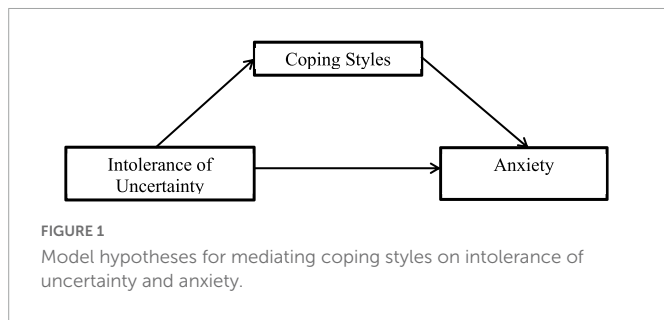 Coping Styles
Intolerance of
Uncertainty
Anxiety
FIGURE 1
Model hypotheses for mediating coping styles on intolerance of
uncertainty and anxiety.